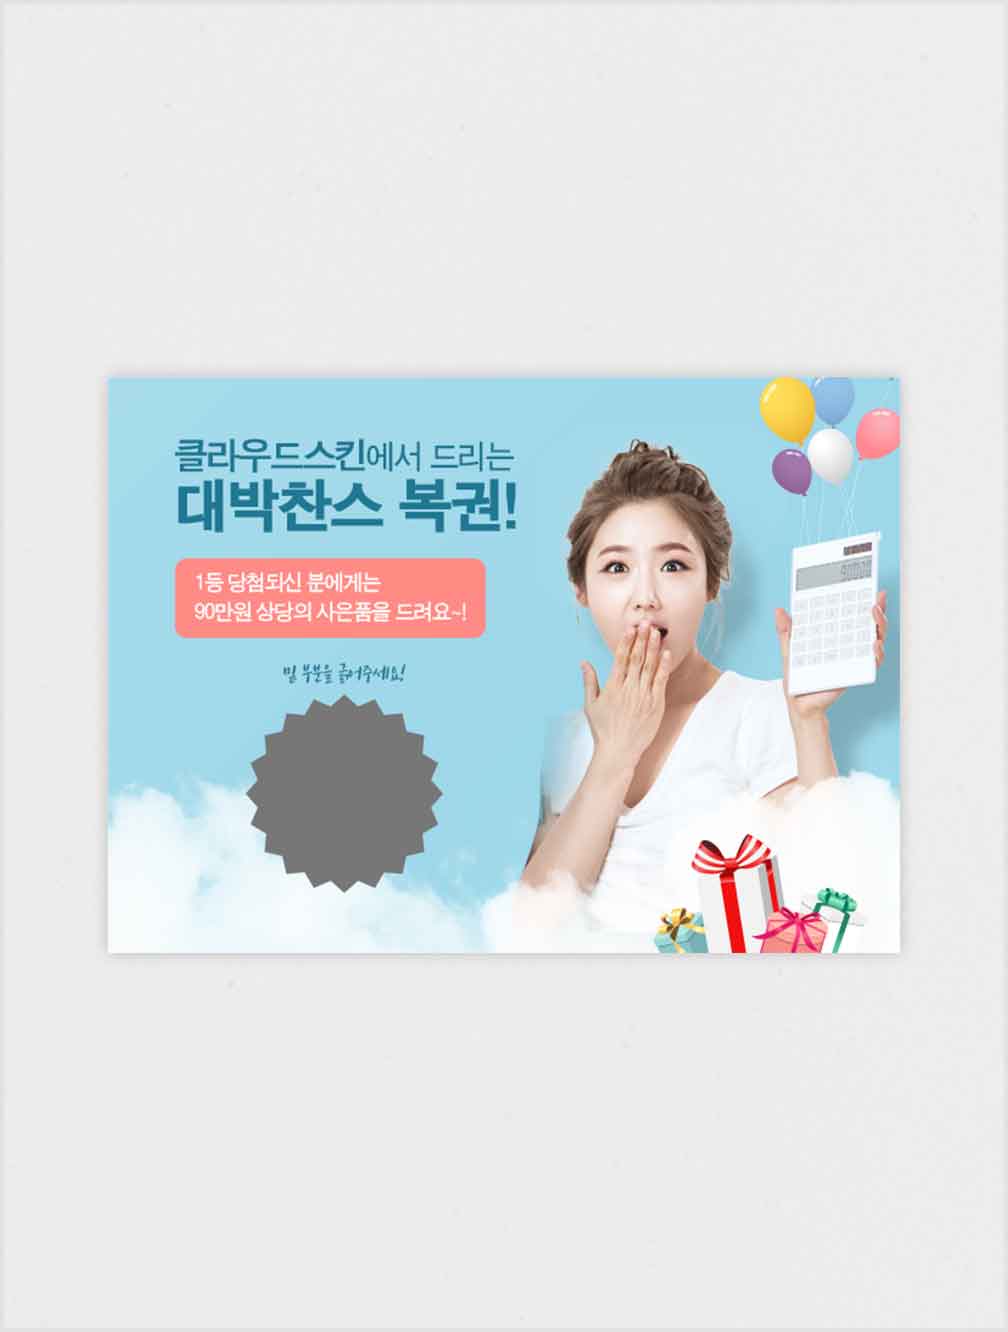 클라우드스킨에서 드리는
대박찬스 복권!
1등 당첨되신 분에게는
90만원 상당의 사은품을 드려요~!
밑 부분을 긁어주세요!